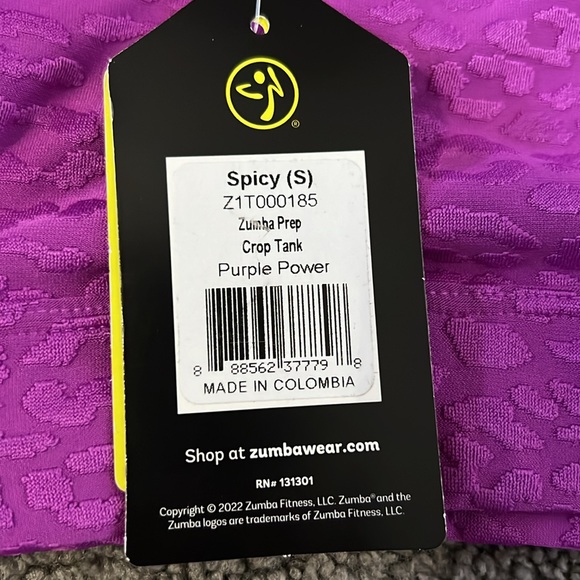 ®
Spicy (S)
Z1T000185
Zumba Prep
Crop Tank
Purple Power
8 88562 37779 8
MADE IN COLOMBIA
Shop at zumbawear.com
RN# 131301
Copyright © 2022 Zumba Fitness, LLC. Zumba® and the
Zumba logos are trademarks of Zumba Fitness, LLC.